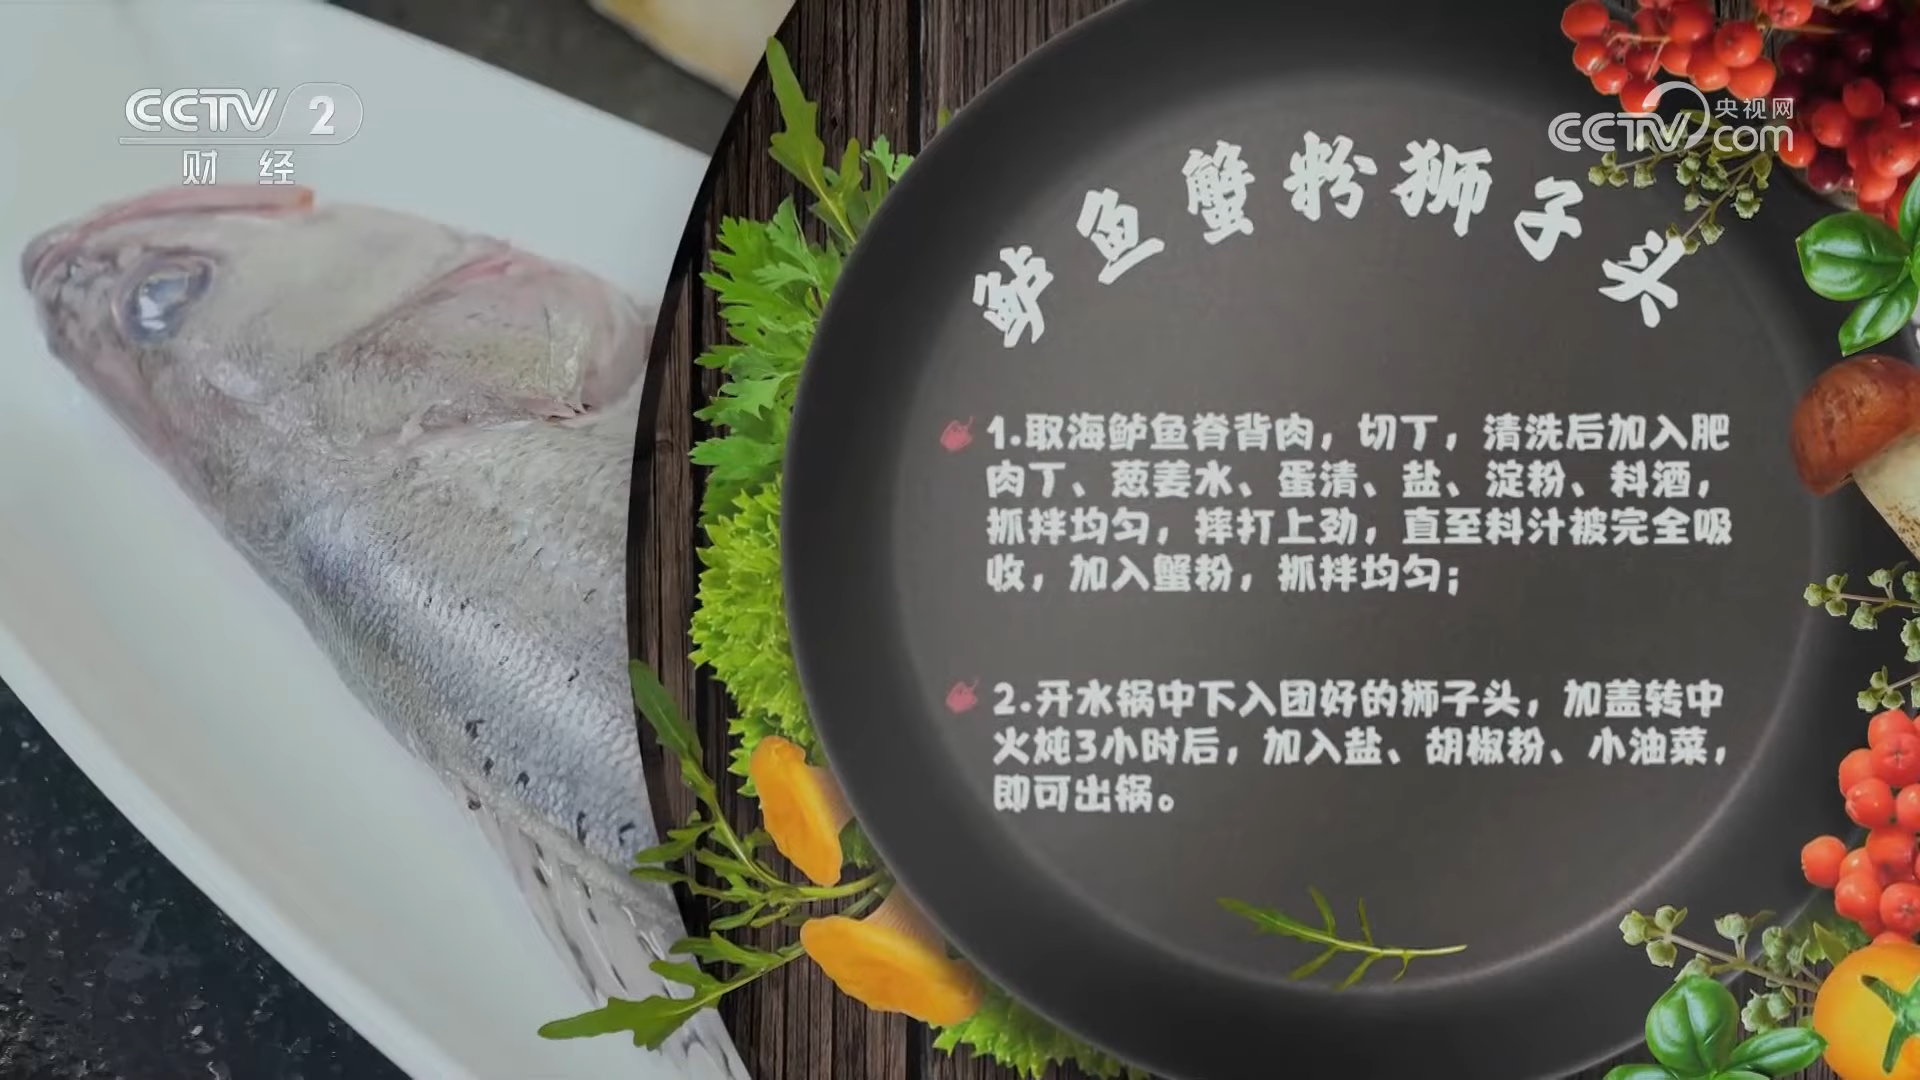 CCTV 2
财 经
央视网
CCTV.com
鲈鱼蟹粉狮子头
1.取海鲈鱼脊背肉，切丁，清洗后加入肥
肉丁、葱姜水、蛋清、盐、淀粉、料酒，
抓拌均匀，摔打上劲，直至料汁被完全吸
收，加入蟹粉，抓拌均匀；
2.开水锅中下入团好的狮子头，加盖转中
火炖3小时后，加入盐、胡椒粉、小油菜，
即可出锅。